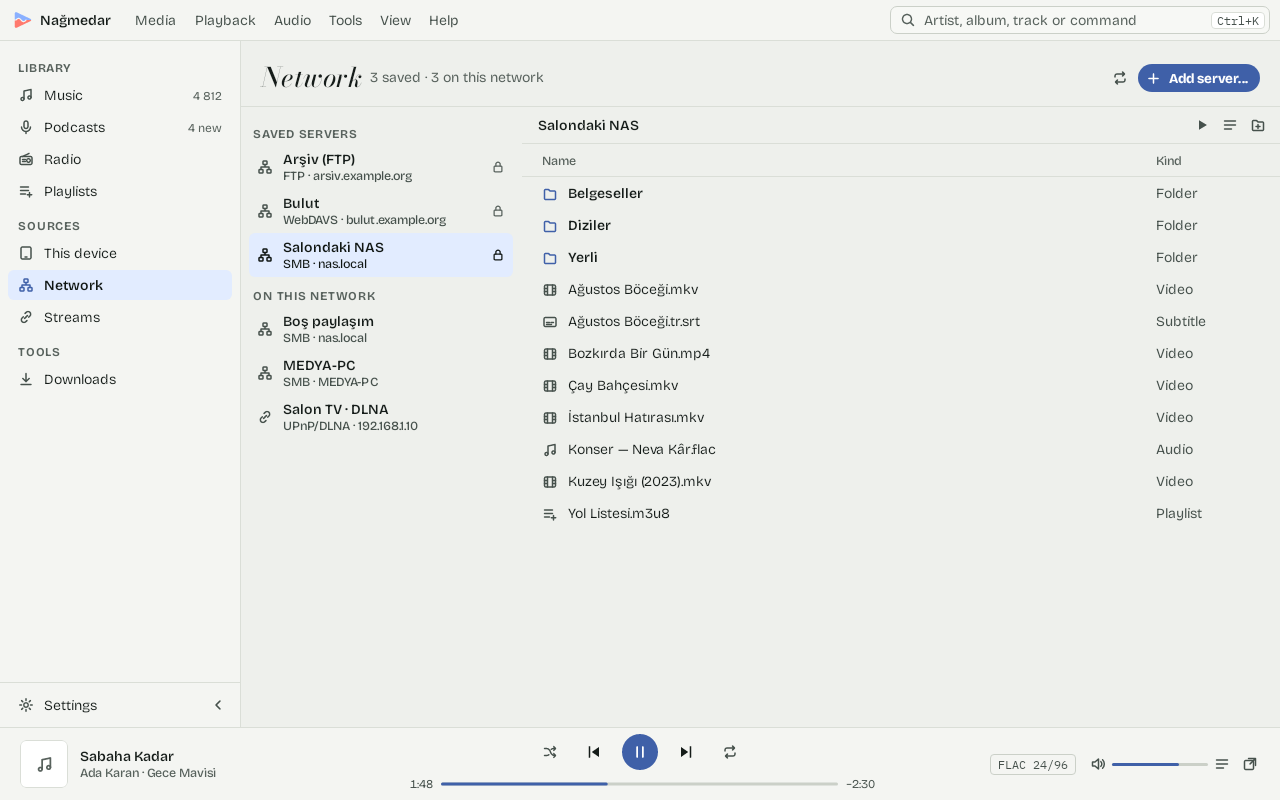 Nağmedar
Media Playback Audio Tools View Help
Artist, album, track or command Ctrl+K
LIBRARY
Music 4 812
Podcasts 4 new
Radio
Playlists
SOURCES
This device
Network
Streams
TOOLS
Downloads
Settings
Network 3 saved · 3 on this network
Add server...
SAVED SERVERS
Arşiv (FTP)
FTP · arsiv.example.org
Bulut
WebDAVS · bulut.example.org
Salondaki NAS
SMB · nas.local
ON THIS NETWORK
Boş paylaşım
SMB · nas.local
MEDYA-PC
SMB · MEDYA-PC
Salon TV · DLNA
UPnP/DLNA · 192.168.1.10
Salondaki NAS
Name Kind
Belgeseller Folder
Diziler Folder
Yerli Folder
Ağustos Böceği.mkv Video
Ağustos Böceği.tr.srt Subtitle
Bozkırda Bir Gün.mp4 Video
Çay Bahçesi.mkv Video
İstanbul Hatırası.mkv Video
Konser — Neva Kâr.flac Audio
Kuzey Işığı (2023).mkv Video
Yol Listesi.m3u8 Playlist
Sabaha Kadar
Ada Karan · Gece Mavisi
1:48 −2:30
FLAC 24/96